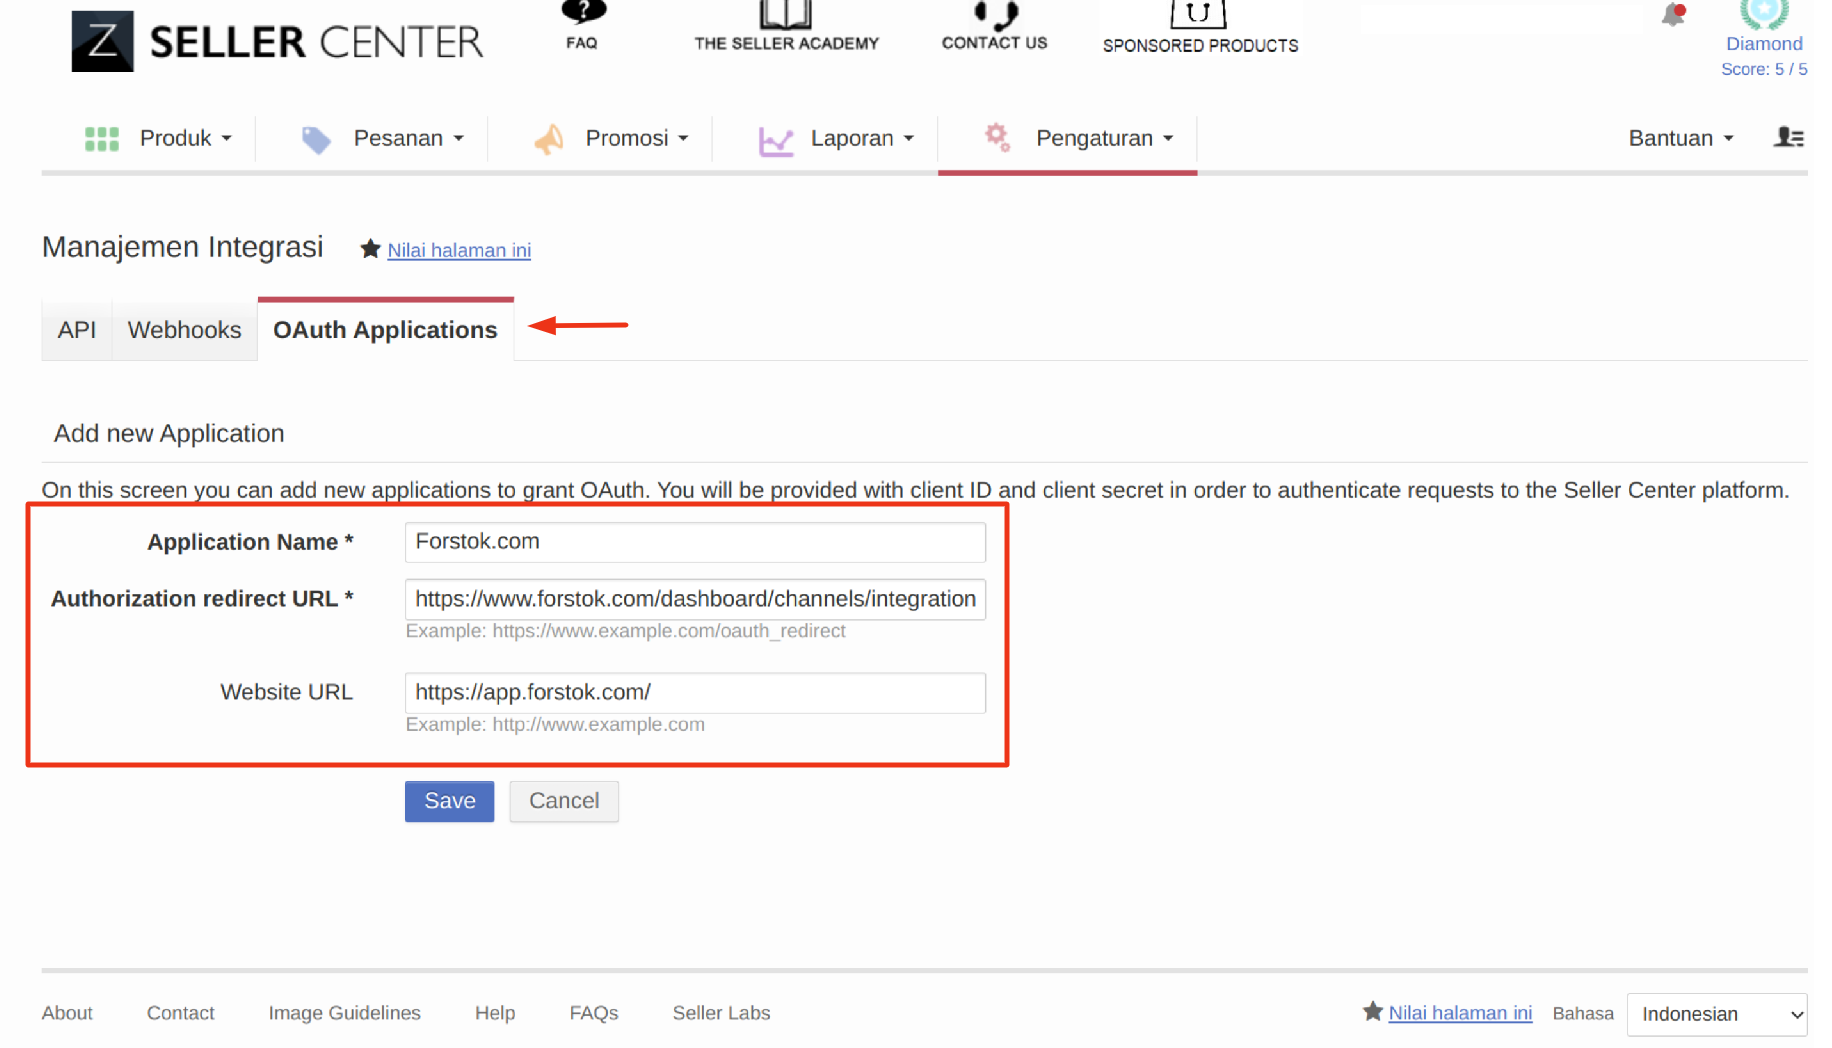 Z SELLER CENTER
FAQ
THE SELLER ACADEMY
CONTACT US
SPONSORED PRODUCTS
Diamond
Score: 5 / 5
Produk
Pesanan
Promosi
Laporan
Pengaturan
Bantuan
Manajemen Integrasi
Nilai halaman ini
API
Webhooks
OAuth Applications
Add new Application
On this screen you can add new applications to grant OAuth. You will be provided with client ID and client secret in order to authenticate requests to the Seller Center platform.
Application Name *
Forstok.com
Authorization redirect URL *
https://www.forstok.com/dashboard/channels/integration
Example: https://www.example.com/oauth_redirect
Website URL
https://app.forstok.com/
Example: http://www.example.com
Save
Cancel
About
Contact
Image Guidelines
Help
FAQs
Seller Labs
Nilai halaman ini
Bahasa
Indonesian